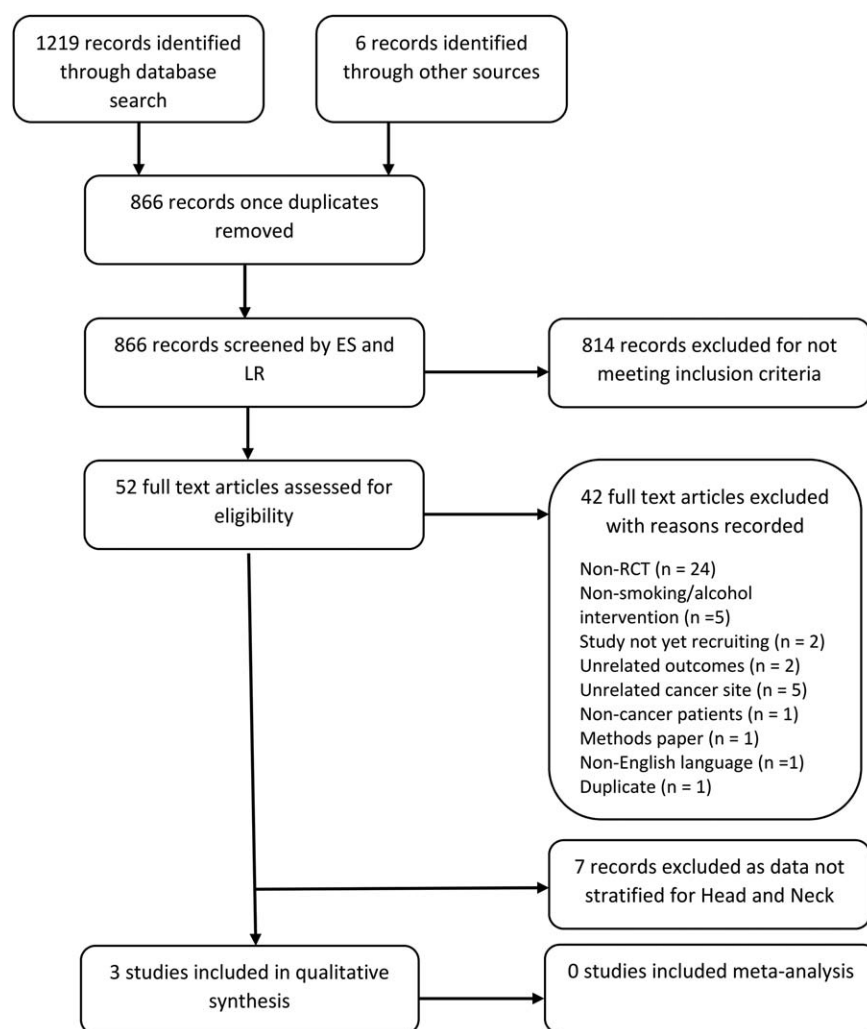 1219 records identified
through database
search
6 records identified
through other sources
866 records once duplicates
removed
866 records screened by ES and
LR
814 records excluded for not
meeting inclusion criteria
52 full text articles assessed for
eligibility
42 full text articles excluded
with reasons recorded
Non-RCT (n = 24)
Non-smoking/alcohol
intervention (n =5)
Study not yet recruiting (n = 2)
Unrelated outcomes (n = 2)
Unrelated cancer site (n = 5)
Non-cancer patients (n = 1)
Methods paper (n = 1)
Non-English language (n =1)
Duplicate (n = 1)
7 records excluded as data not
stratified for Head and Neck
3 studies included in qualitative
synthesis
0 studies included meta-analysis